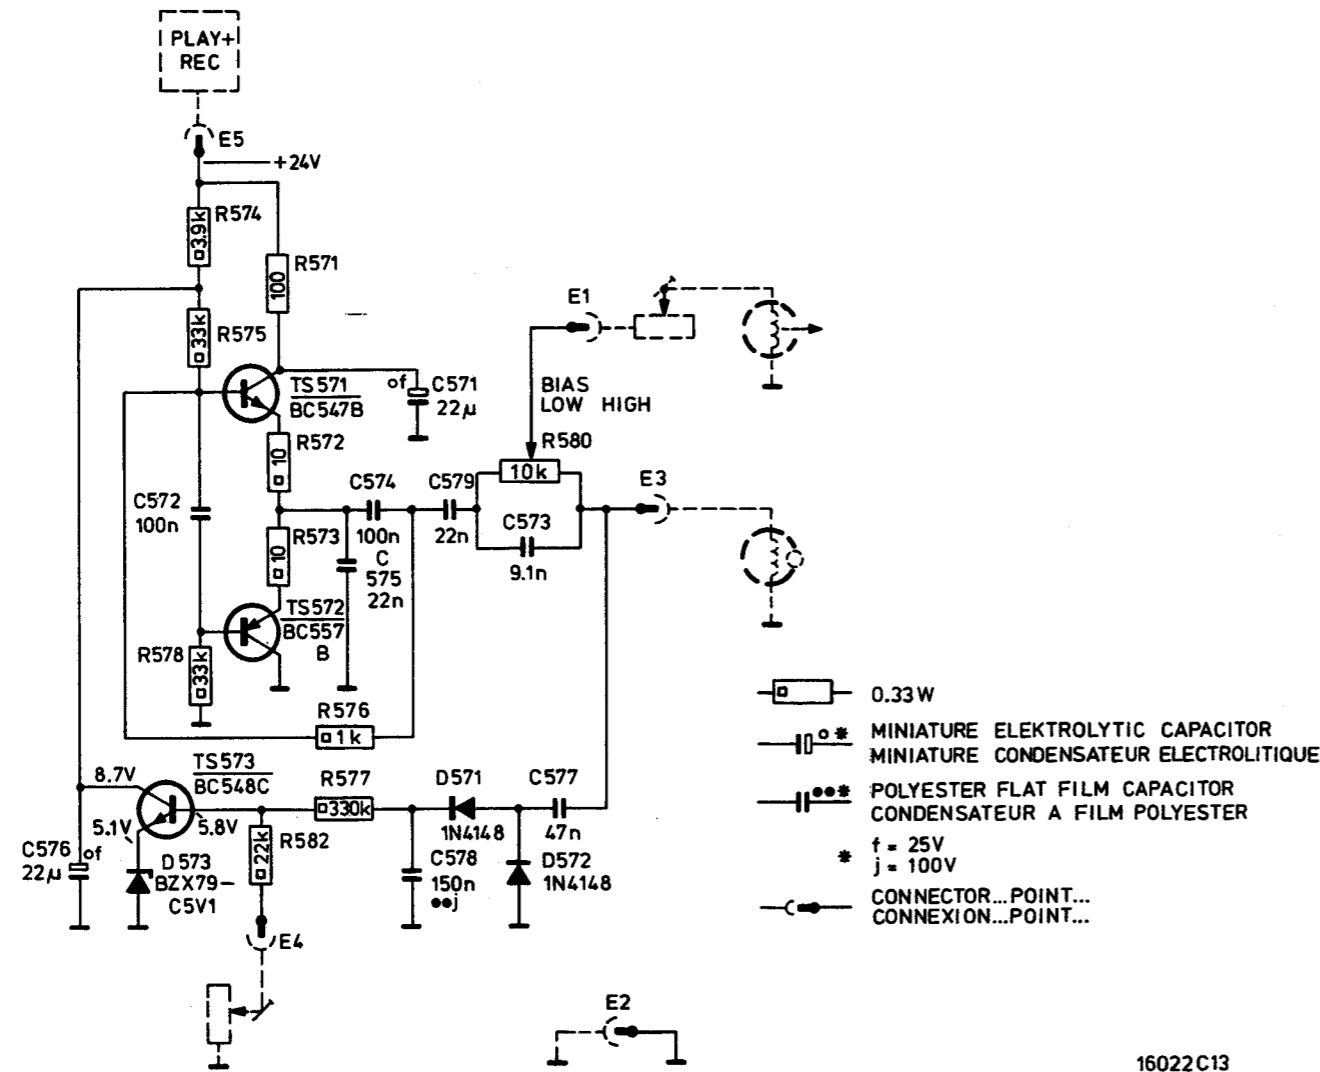 PLAY+
REC
E5
+24V
R574
3.9k
R571
100
R575
33k
E1
TS571
BC547B
of C571
22µ
BIAS
LOW HIGH
R572
10
R580
10k
C572
100n
C574
100n
C579
22n
E3
R573
10
C573
9.1n
C
575
22n
TS572
BC557
B
R578
33k
R576
1k
0.33W
MINIATURE ELEKTROLYTIC CAPACITOR
MINIATURE CONDENSATEUR ELECTROLITIQUE
POLYESTER FLAT FILM CAPACITOR
CONDENSATEUR A FILM POLYESTER
* f = 25V
j = 100V
CONNECTOR...POINT...
CONNEXION...POINT...
TS573
BC548C
8.7V
5.1V
5.8V
R577
330k
D571
1N4148
C577
47n
C576
22µ
of
D573
BZX79-
C5V1
R582
22k
C578
150n
●●j
D572
1N4148
E4
E2
16022C13